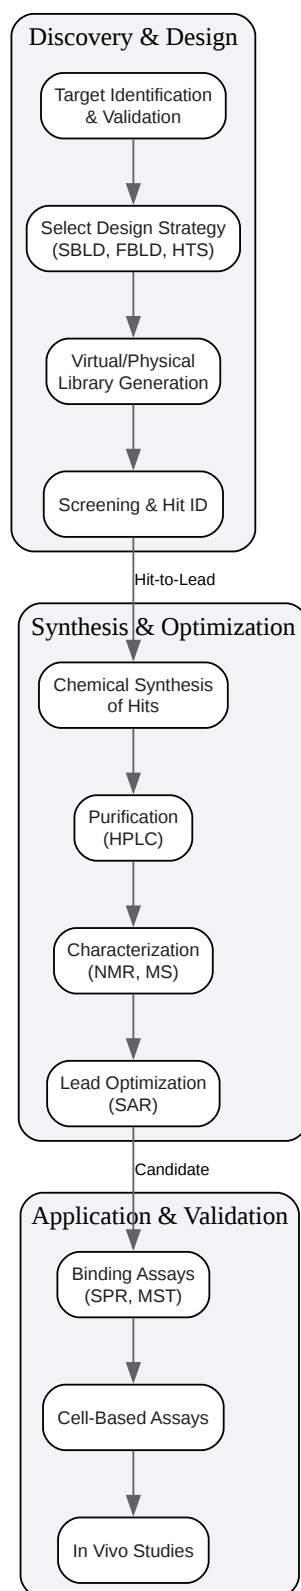 Discovery & Design
Target Identification
& Validation
Select Design Strategy
(SBLD, FBLD, HTS)
Virtual/Physical
Library Generation
Screening & Hit ID
Hit-to-Lead
Synthesis & Optimization
Chemical Synthesis
of Hits
Purification
(HPLC)
Characterization
(NMR, MS)
Lead Optimization
(SAR)
Candidate
Application & Validation
Binding Assays
(SPR, MST)
Cell-Based Assays
In Vivo Studies